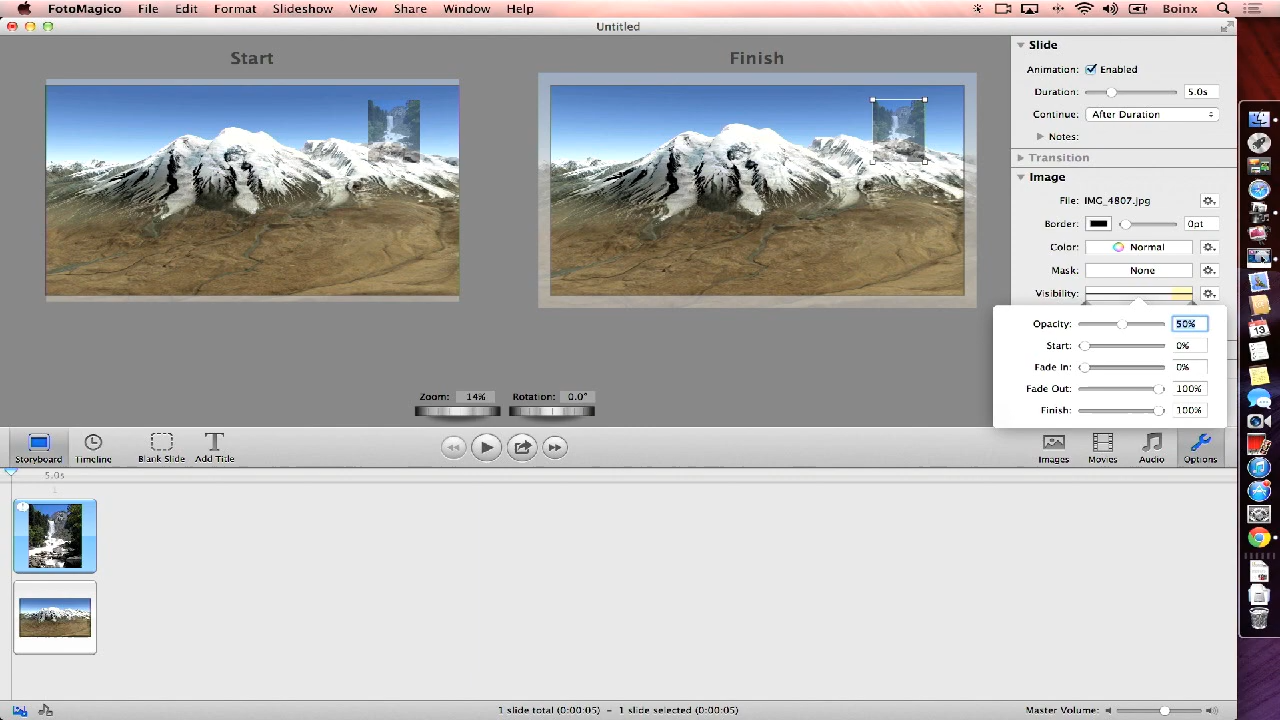 FotoMagico File Edit Format Slideshow View Share Window Help Boinx
Untitled
Start
Finish
Slide
Animation: Enabled
Duration: 5.0s
Continue: After Duration
Notes:
Transition
Image
File: IMG_4807.jpg
Border: 0pt
Color: Normal
Mask: None
Visibility:
Opacity: 50%
Start: 0%
Fade In: 0%
Fade Out: 100%
Finish: 100%
Zoom: 14% Rotation: 0.0°
Storyboard Timeline Blank Slide Add Title Images Movies Audio Options
5.0s
1
1 slide total (0:00:05) – 1 slide selected (0:00:05)
Master Volume:
13